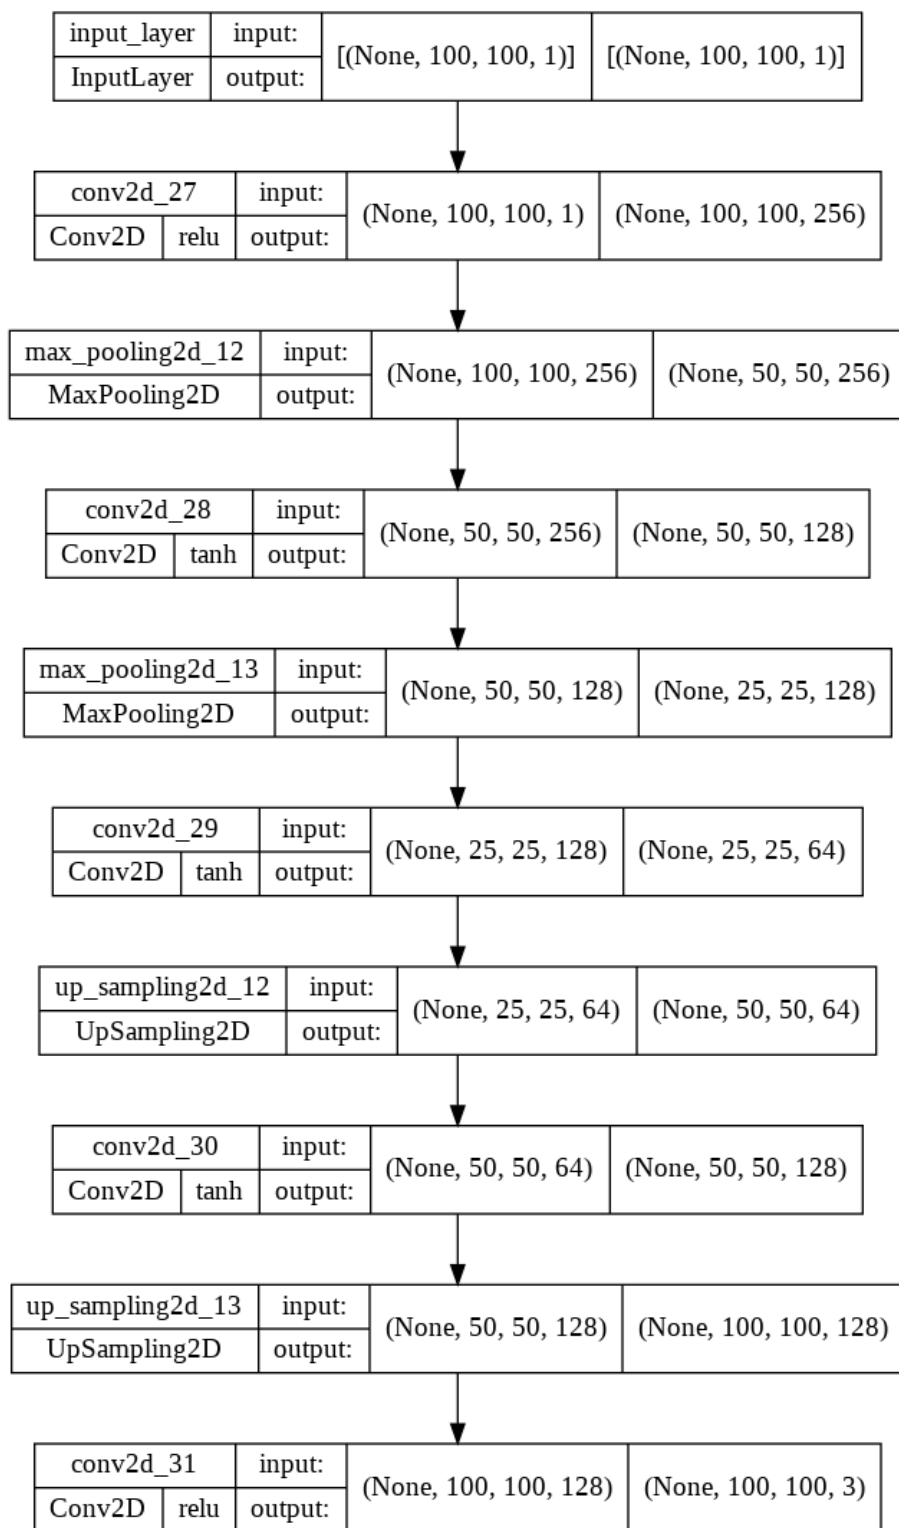 input_layer input: [(None, 100, 100, 1)] [(None, 100, 100, 1)]
InputLayer output:
conv2d_27 input: (None, 100, 100, 1) (None, 100, 100, 256)
Conv2D relu output:
max_pooling2d_12 input: (None, 100, 100, 256) (None, 50, 50, 256)
MaxPooling2D output:
conv2d_28 input: (None, 50, 50, 256) (None, 50, 50, 128)
Conv2D tanh output:
max_pooling2d_13 input: (None, 50, 50, 128) (None, 25, 25, 128)
MaxPooling2D output:
conv2d_29 input: (None, 25, 25, 128) (None, 25, 25, 64)
Conv2D tanh output:
up_sampling2d_12 input: (None, 25, 25, 64) (None, 50, 50, 64)
UpSampling2D output:
conv2d_30 input: (None, 50, 50, 64) (None, 50, 50, 128)
Conv2D tanh output:
up_sampling2d_13 input: (None, 50, 50, 128) (None, 100, 100, 128)
UpSampling2D output:
conv2d_31 input: (None, 100, 100, 128) (None, 100, 100, 3)
Conv2D relu output: